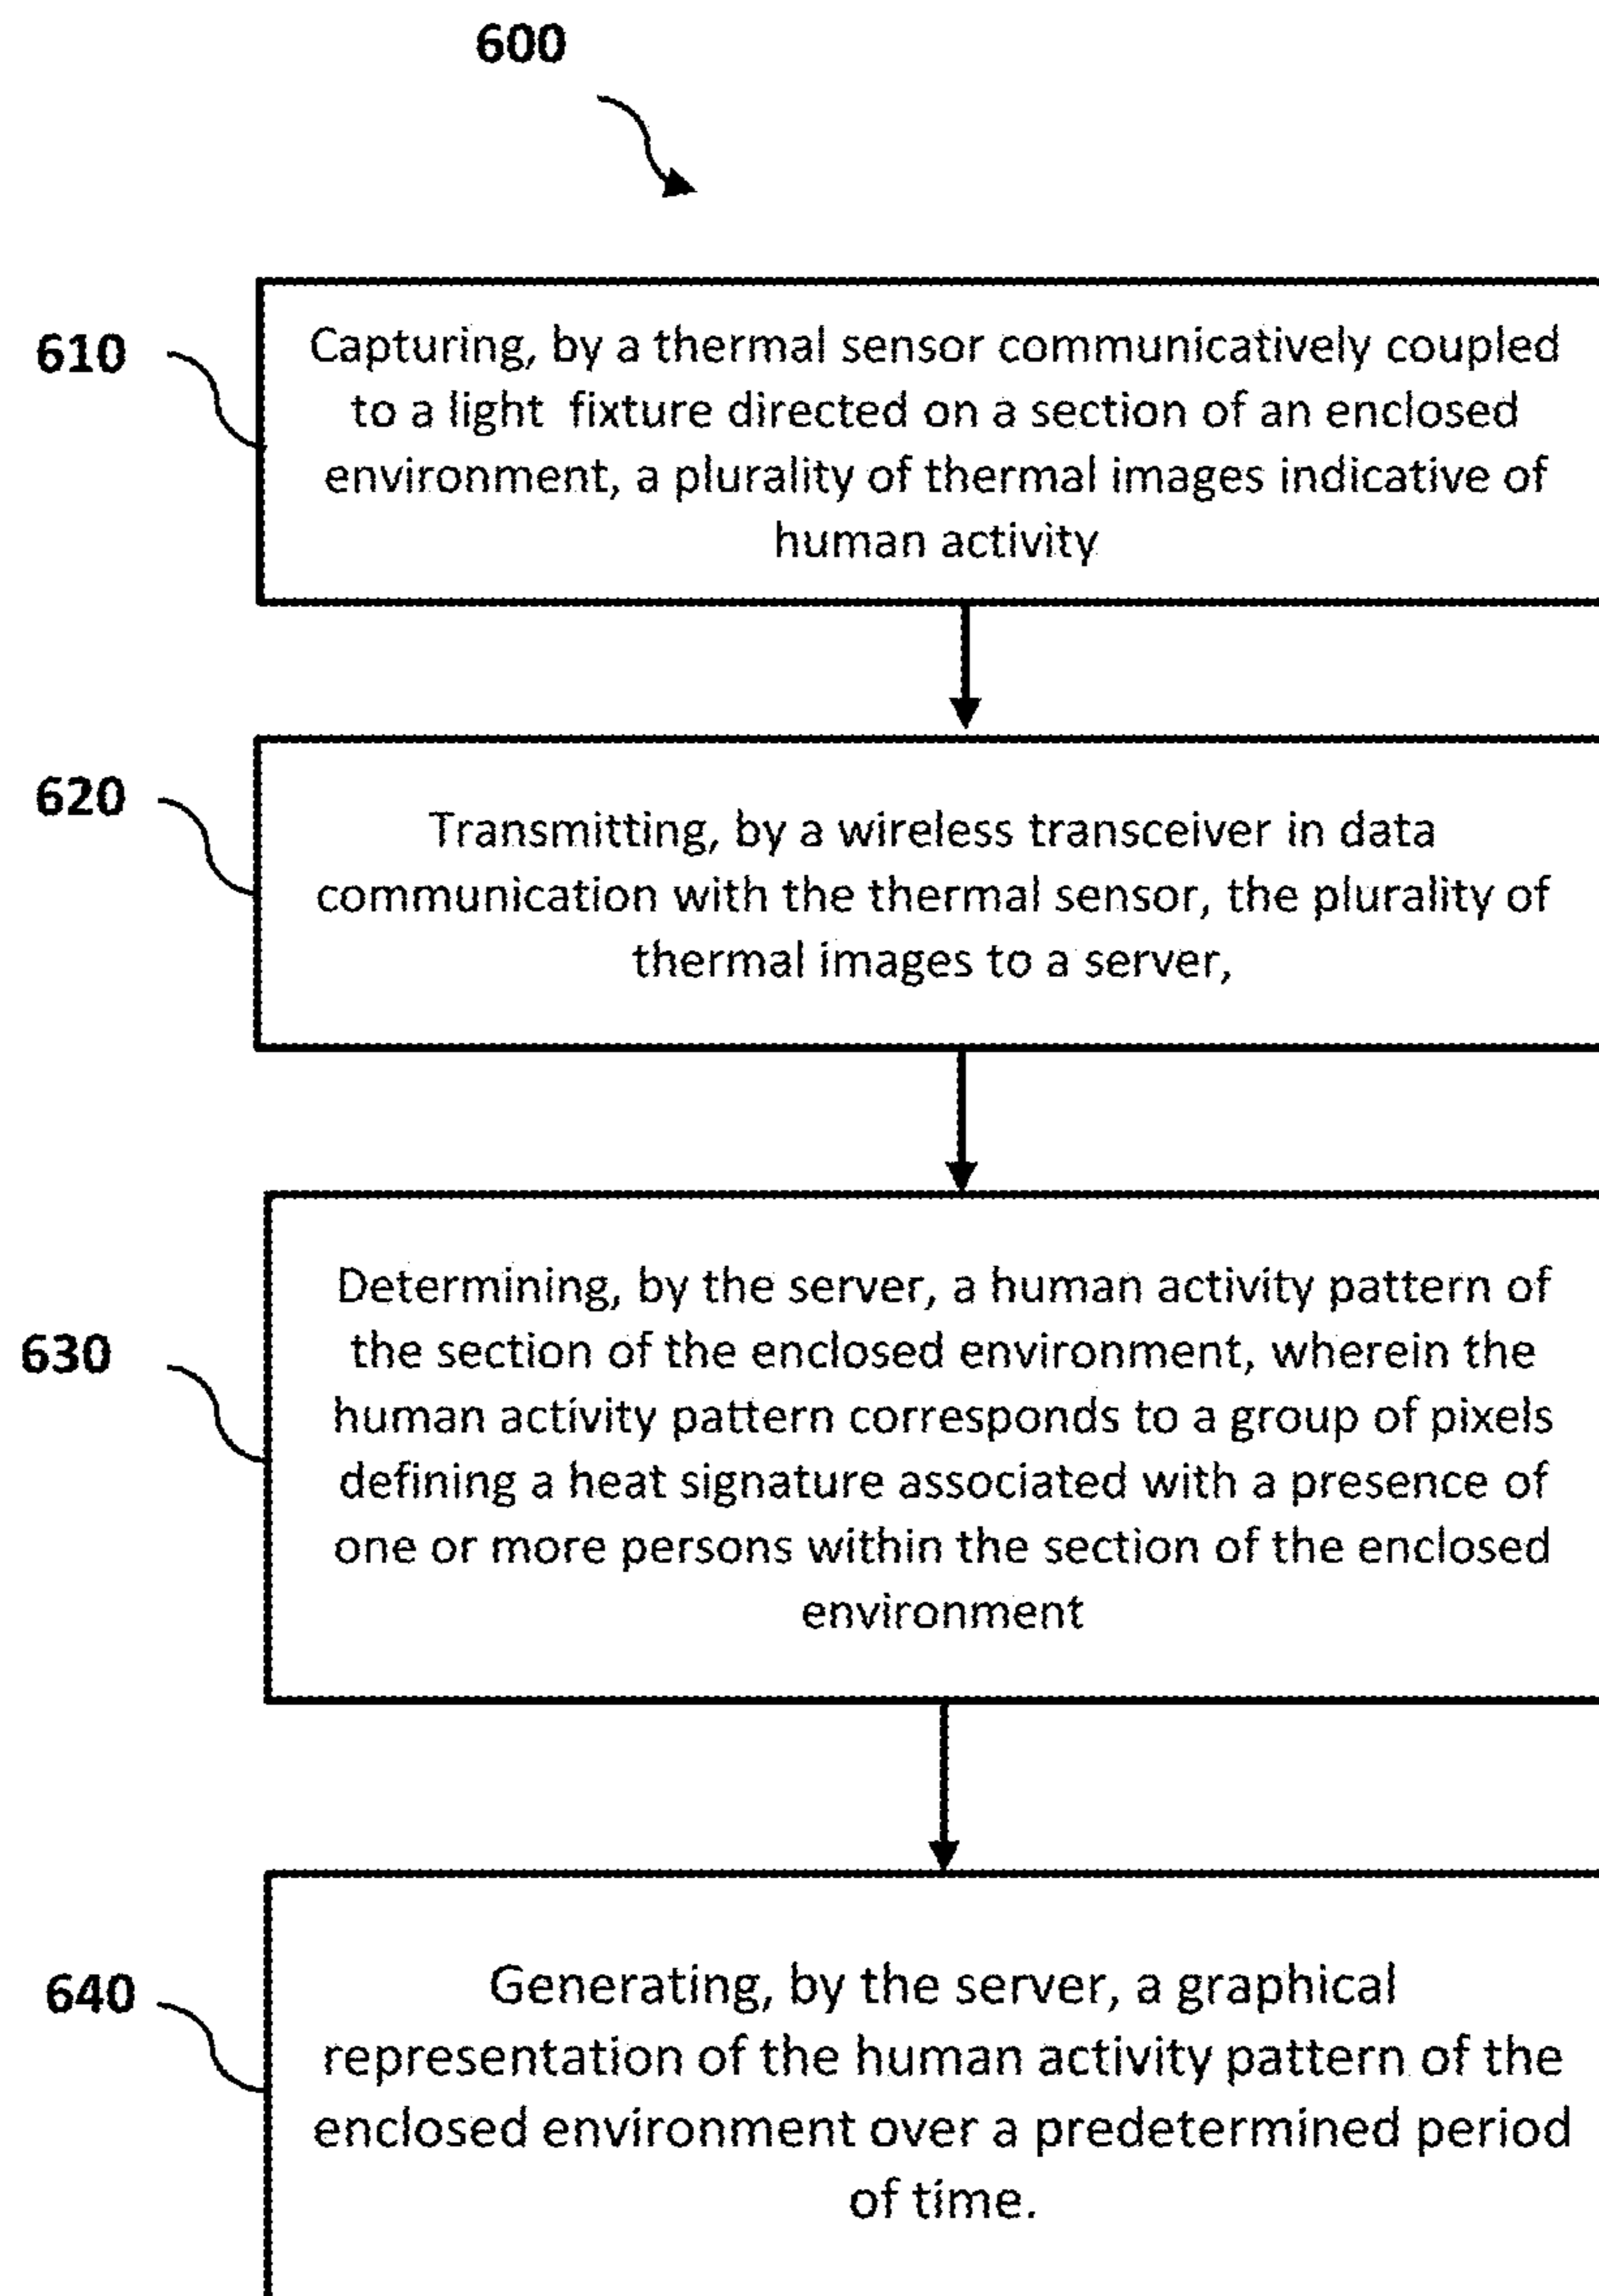 600
610
Capturing, by a thermal sensor communicatively coupled
to a light fixture directed on a section of an enclosed
environment, a plurality of thermal images indicative of
human activity
620
Transmitting, by a wireless transceiver in data
communication with the thermal sensor, the plurality of
thermal images to a server,
630
Determining, by the server, a human activity pattern of
the section of the enclosed environment, wherein the
human activity pattern corresponds to a group of pixels
defining a heat signature associated with a presence of
one or more persons within the section of the enclosed
environment
640
Generating, by the server, a graphical
representation of the human activity pattern of the
enclosed environment over a predetermined period
of time.